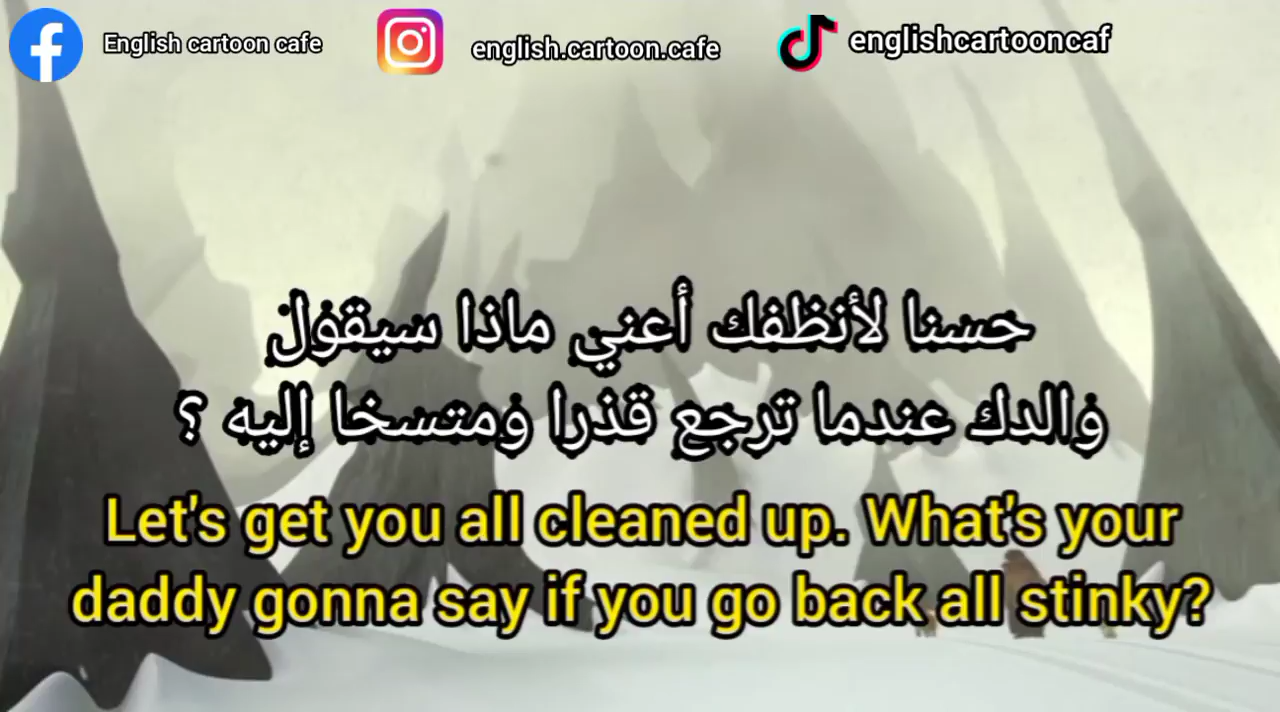 English cartoon cafe
english.cartoon.cafe
englishcartooncaf
حسنا لأنظفك أعني ماذا سيقول
والدك عندما ترجع قذرا ومتسخا إليه ؟
Let's get you all cleaned up. What's your
daddy gonna say if you go back all stinky?